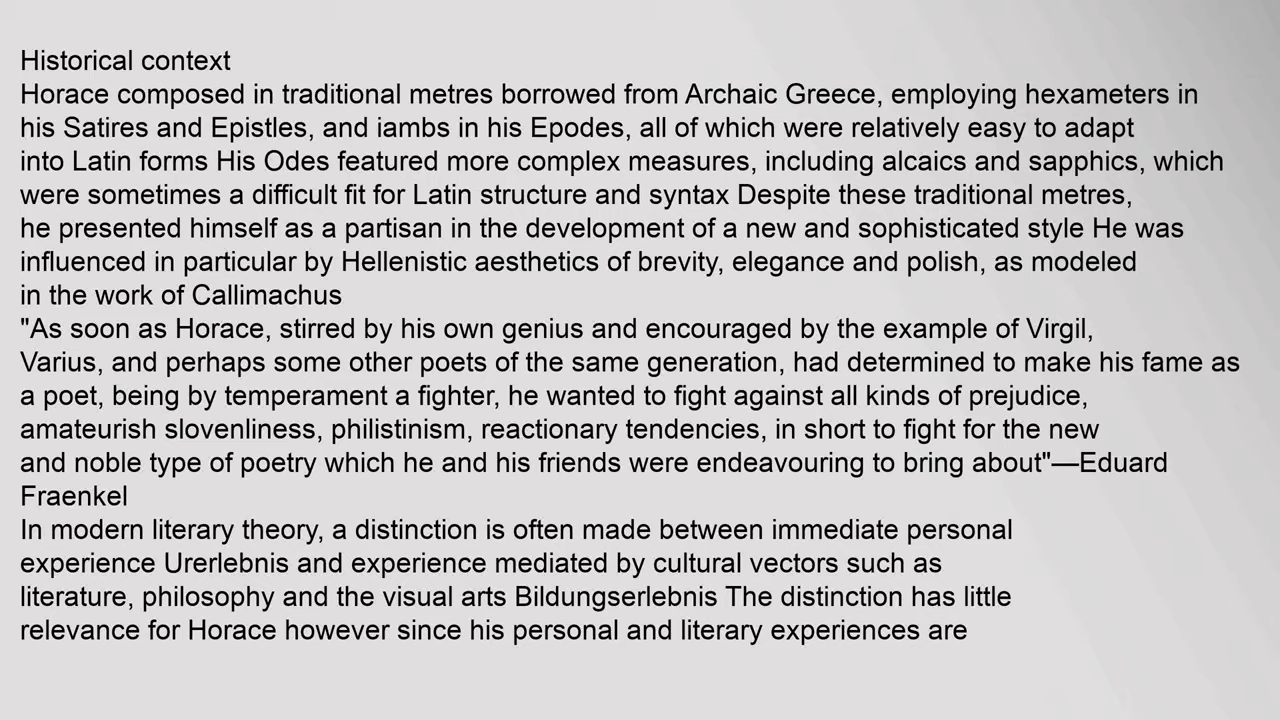 Historical context
Horace composed in traditional metres borrowed from Archaic Greece, employing hexameters in
his Satires and Epistles, and iambs in his Epodes, all of which were relatively easy to adapt
into Latin forms His Odes featured more complex measures, including alcaics and sapphics, which
were sometimes a difficult fit for Latin structure and syntax Despite these traditional metres,
he presented himself as a partisan in the development of a new and sophisticated style He was
influenced in particular by Hellenistic aesthetics of brevity, elegance and polish, as modeled
in the work of Callimachus
"As soon as Horace, stirred by his own genius and encouraged by the example of Virgil,
Varius, and perhaps some other poets of the same generation, had determined to make his fame as
a poet, being by temperament a fighter, he wanted to fight against all kinds of prejudice,
amateurish slovenliness, philistinism, reactionary tendencies, in short to fight for the new
and noble type of poetry which he and his friends were endeavouring to bring about"—Eduard
Fraenkel
In modern literary theory, a distinction is often made between immediate personal
experience Urerlebnis and experience mediated by cultural vectors such as
literature, philosophy and the visual arts Bildungserlebnis The distinction has little
relevance for Horace however since his personal and literary experiences are